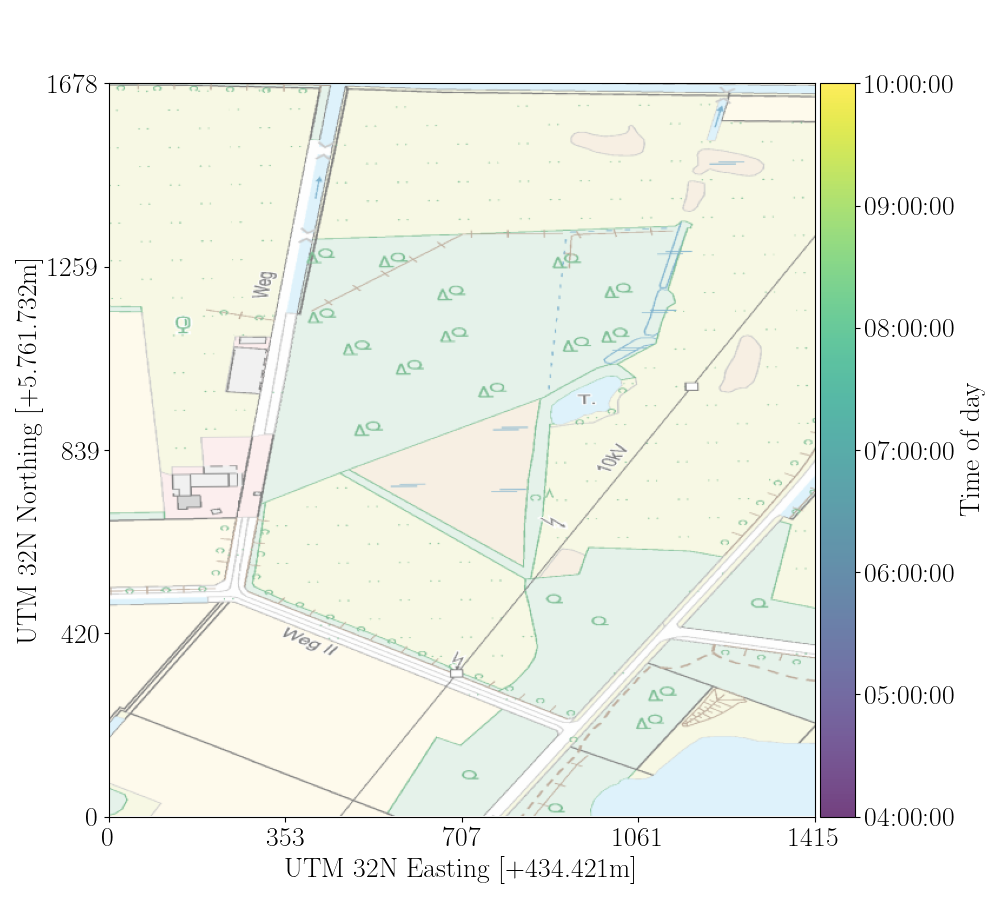 1678
1259
839
420
0
UTM 32N Northing [+5.761.732m]
0
353
707
1061
1415
UTM 32N Easting [+434.421m]
Weg
T.
10kV
Weg II
10:00:00
09:00:00
08:00:00
07:00:00
06:00:00
05:00:00
04:00:00
Time of day